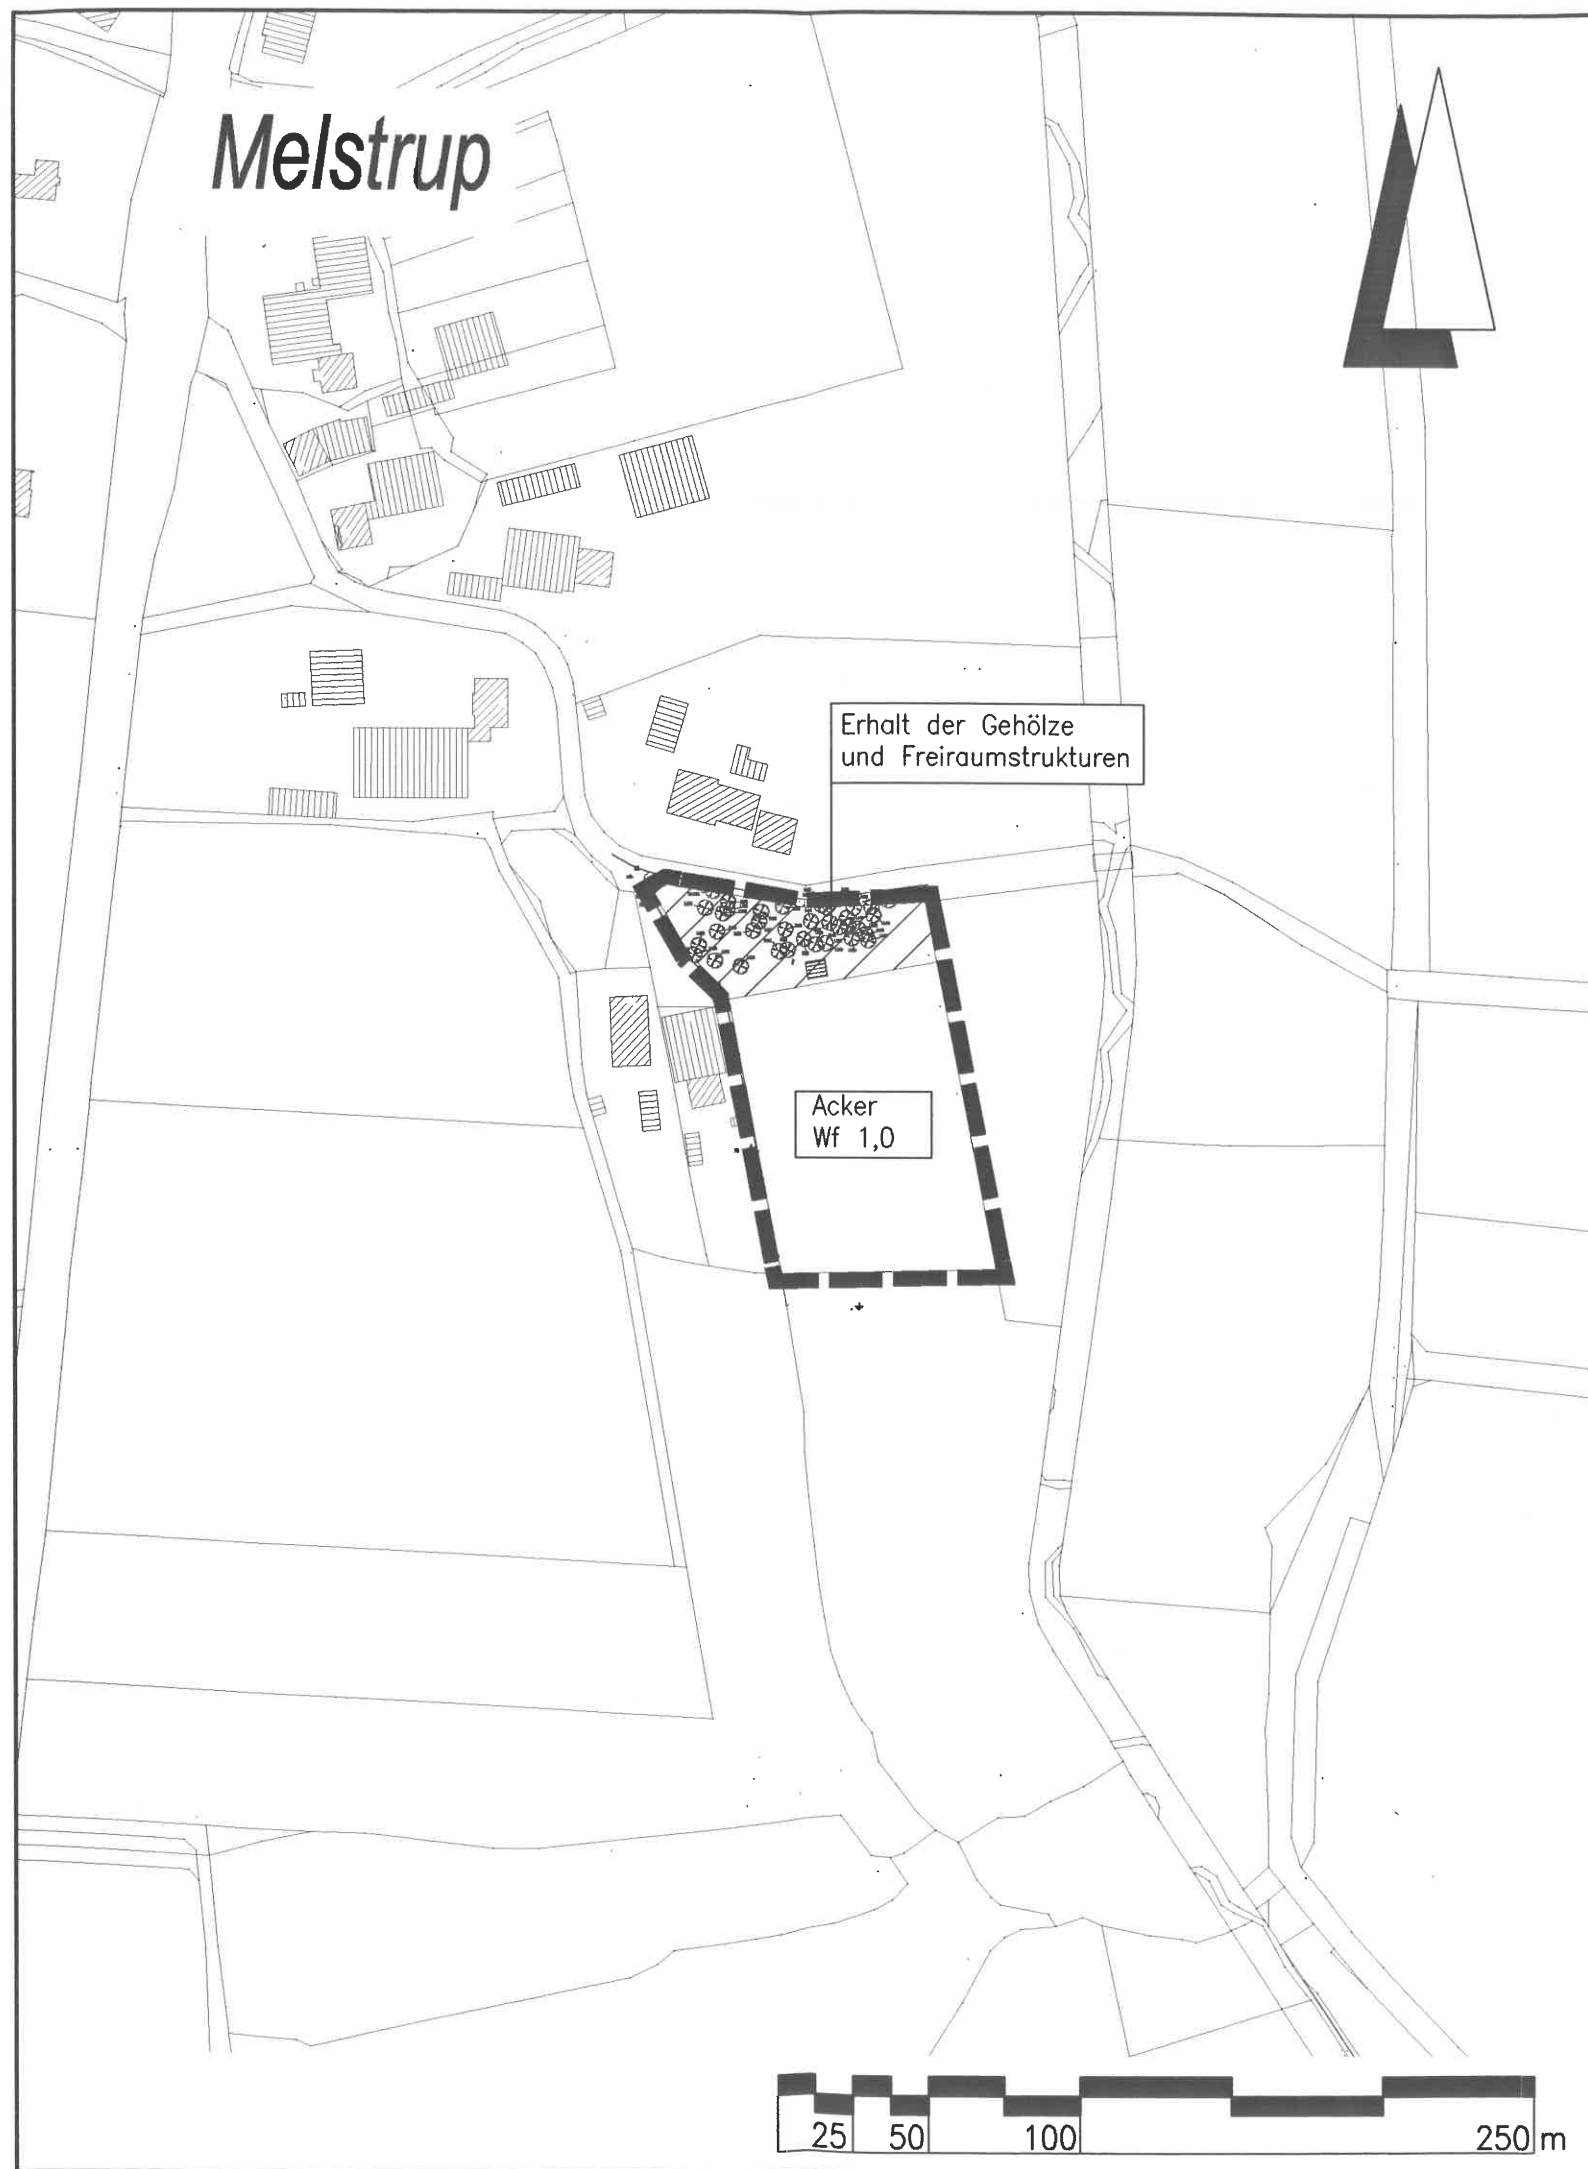 Melstrup
Erhalt der Gehölze
und Freiraumstrukturen
Acker
Wf 1,0
25 50 100 250 m